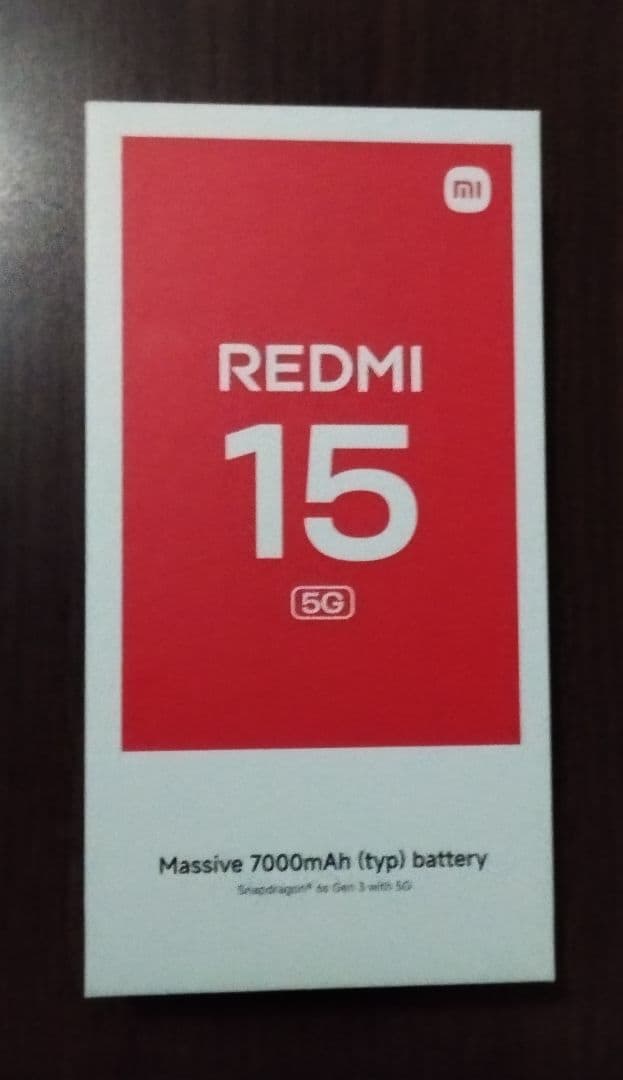 mi
REDMI
15
5G
Massive 7000mAh (typ) battery
Snapdragon® 6s Gen 3 with 5G